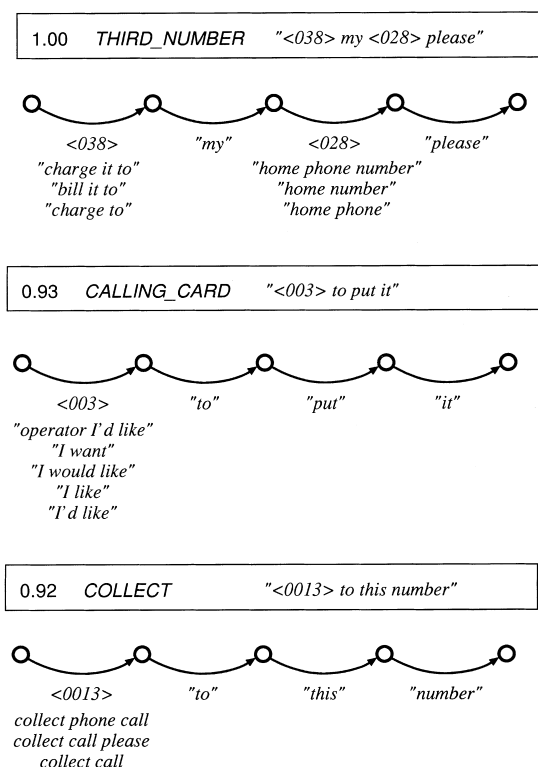 1.00 THIRD_NUMBER "<038> my <028> please"
<038> "my" <028> "please"
"charge it to" "home phone number"
"bill it to" "home number"
"charge to" "home phone"
0.93 CALLING_CARD "<003> to put it"
<003> "to" "put" "it"
"operator I'd like"
"I want"
"I would like"
"I like"
"I'd like"
0.92 COLLECT "<0013> to this number"
<0013> "to" "this" "number"
collect phone call
collect call please
collect call